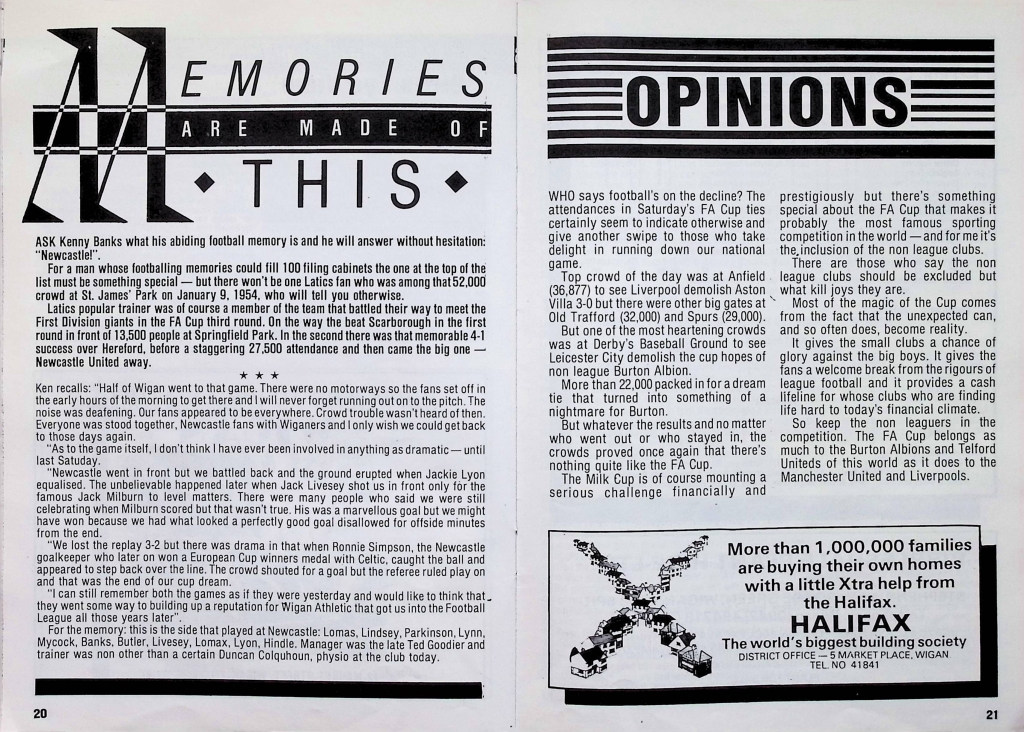 MEMORIES
ARE MADE OF
THIS
ASK Kenny Banks what his abiding football memory is and he will answer without hesitation:
"Newcastle!".
For a man whose footballing memories could fill 100 filing cabinets the one at the top of the
list must be something special — but there won't be one Latics fan who was among that 52,000
crowd at St. James' Park on January 9, 1954, who will tell you otherwise.
Latics popular trainer was of course a member of the team that battled their way to meet the
First Division giants in the FA Cup third round. On the way the beat Scarborough in the first
round in front of 13,500 people at Springfield Park. In the second there was that memorable 4-1
success over Hereford, before a staggering 27,500 attendance and then came the big one —
Newcastle United away.
★ ★ ★
Ken recalls: "Half of Wigan went to that game. There were no motorways so the fans set off in
the early hours of the morning to get there and I will never forget running out on to the pitch. The
noise was deafening. Our fans appeared to be everywhere. Crowd trouble wasn't heard of then.
Everyone was stood together, Newcastle fans with Wiganers and I only wish we could get back
to those days again.
"As to the game itself, I don't think I have ever been involved in anything as dramatic — until
last Satuday.
"Newcastle went in front but we battled back and the ground erupted when Jackie Lyon
equalised. The unbelievable happened later when Jack Livesey shot us in front only for the
famous Jack Milburn to level matters. There were many people who said we were still
celebrating when Milburn scored but that wasn't true. His was a marvellous goal but we might
have won because we had what looked a perfectly good goal disallowed for offside minutes
from the end.
"We lost the replay 3-2 but there was drama in that when Ronnie Simpson, the Newcastle
goalkeeper who later on won a European Cup winners medal with Celtic, caught the ball and
appeared to step back over the line. The crowd shouted for a goal but the referee ruled play on
and that was the end of our cup dream.
"I can still remember both the games as if they were yesterday and would like to think that
they went some way to building up a reputation for Wigan Athletic that got us into the Football
League all those years later".
For the memory: this is the side that played at Newcastle: Lomas, Lindsey, Parkinson, Lynn,
Mycock, Banks, Butler, Livesey, Lomax, Lyon, Hindle. Manager was the late Ted Goodier and
trainer was non other than a certain Duncan Colquhoun, physio at the club today.
20
OPINIONS
WHO says football's on the decline? The
attendances in Saturday's FA Cup ties
certainly seem to indicate otherwise and
give another swipe to those who take
delight in running down our national
game.
Top crowd of the day was at Anfield
(36,877) to see Liverpool demolish Aston
Villa 3-0 but there were other big gates at
Old Trafford (32,000) and Spurs (29,000).
But one of the most heartening crowds
was at Derby's Baseball Ground to see
Leicester City demolish the cup hopes of
non league Burton Albion.
More than 22,000 packed in for a dream
tie that turned into something of a
nightmare for Burton.
But whatever the results and no matter
who went out or who stayed in, the
crowds proved once again that there's
nothing quite like the FA Cup.
The Milk Cup is of course mounting a
serious challenge financially and
prestigiously but there's something
special about the FA Cup that makes it
probably the most famous sporting
competition in the world — and for me it's
the inclusion of the non league clubs.
There are those who say the non
league clubs should be excluded but
what kill joys they are.
Most of the magic of the Cup comes
from the fact that the unexpected can,
and so often does, become reality.
It gives the small clubs a chance of
glory against the big boys. It gives the
fans a welcome break from the rigours of
league football and it provides a cash
lifeline for whose clubs who are finding
life hard to today's financial climate.
So keep the non leaguers in the
competition. The FA Cup belongs as
much to the Burton Albions and Telford
Uniteds of this world as it does to the
Manchester United and Liverpools.
More than 1,000,000 families
are buying their own homes
with a little Xtra help from
the Halifax.
HALIFAX
The world's biggest building society
DISTRICT OFFICE — 5 MARKET PLACE, WIGAN
TEL. NO 41841
21